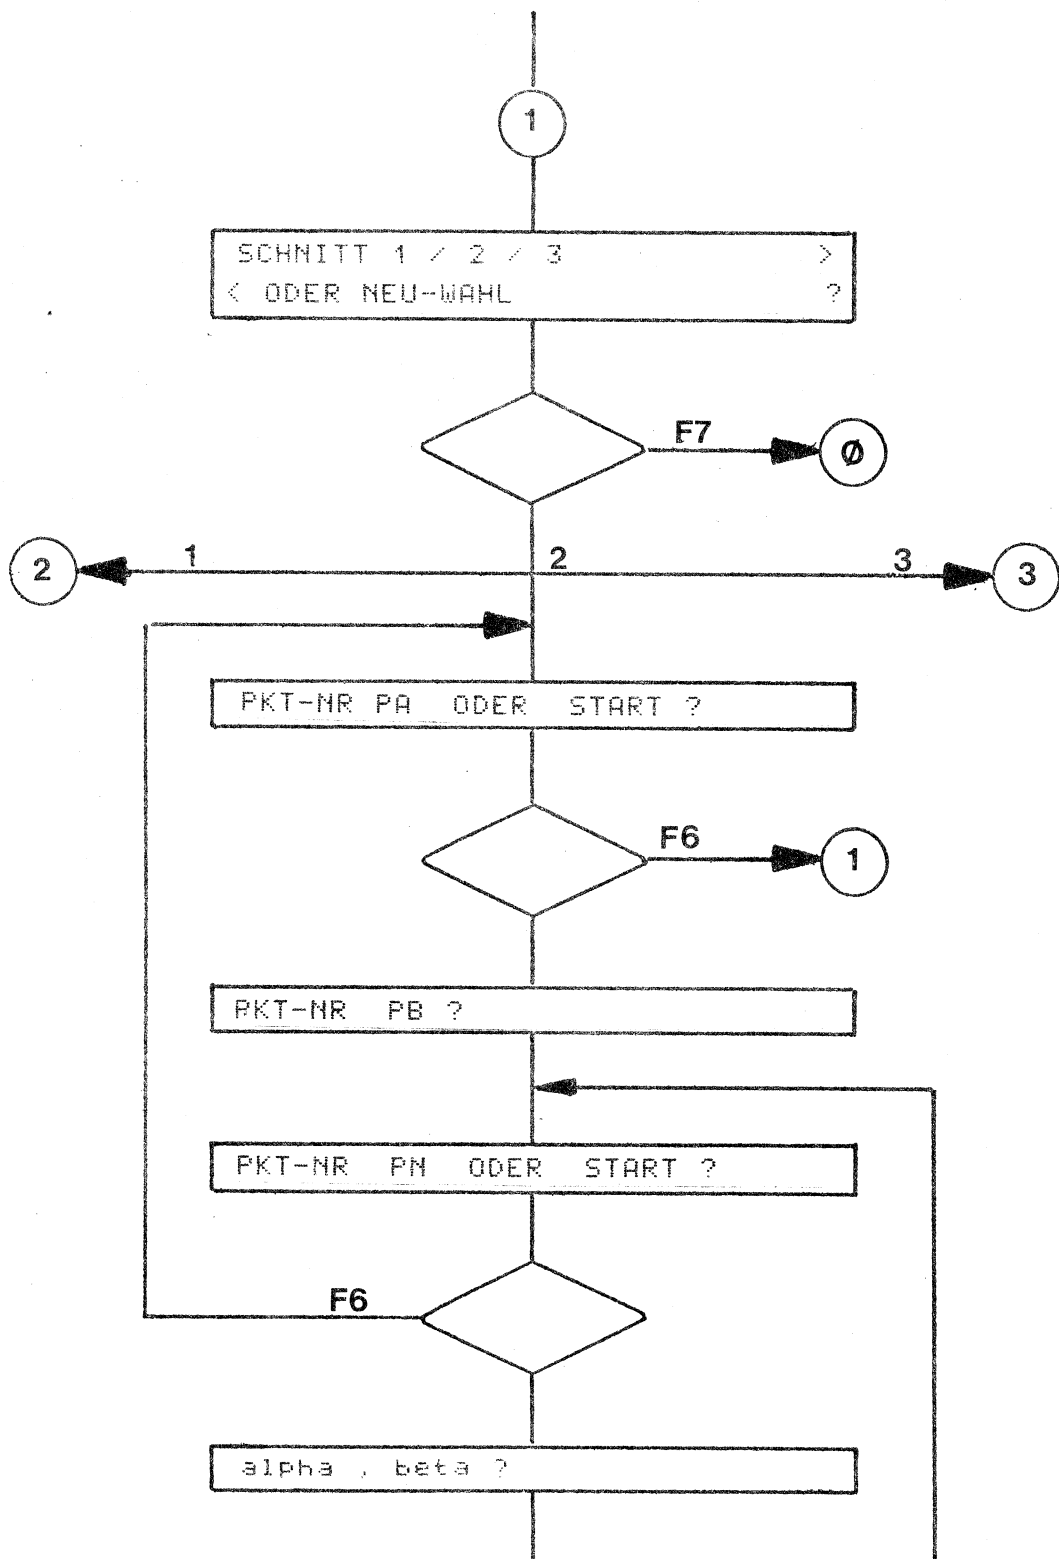 1
SCHNITT 1 / 2 / 3 >
< ODER NEU-WAHL ?
F7
Ø
2
1
2
3
3
PKT-NR PA ODER START ?
F6
1
PKT-NR PB ?
PKT-NR PN ODER START ?
F6
alpha , beta ?